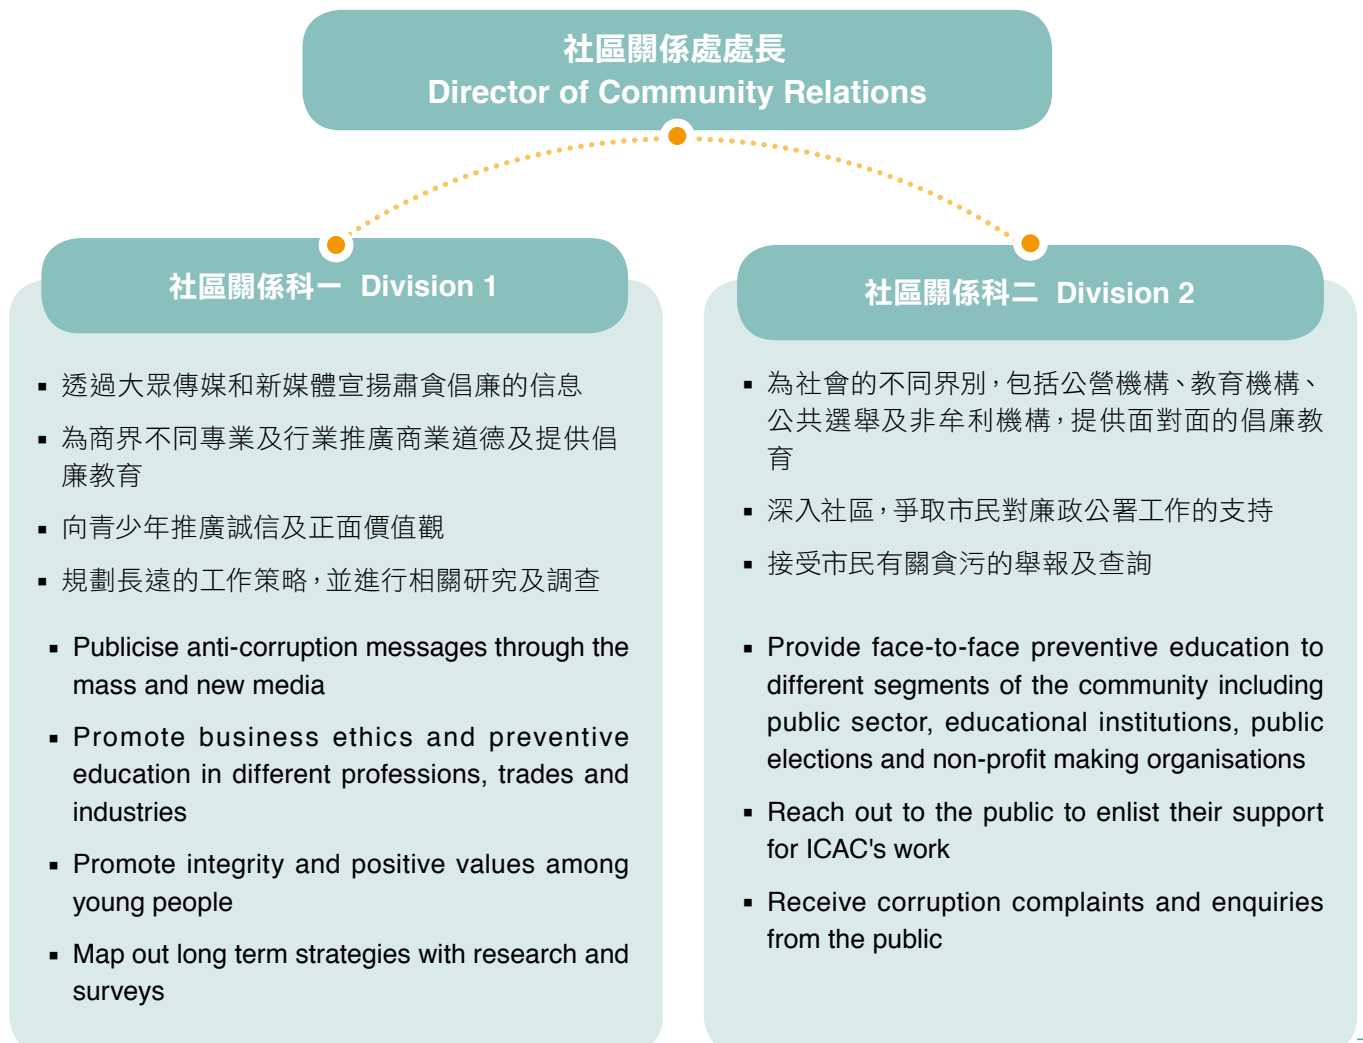 社區關係處處長
Director of Community Relations
社區關係科一 Division 1
▪ 透過大眾傳媒和新媒體宣揚肅貪倡廉的信息
▪ 為商界不同專業及行業推廣商業道德及提供倡
廉教育
▪ 向青少年推廣誠信及正面價值觀
▪ 規劃長遠的工作策略，並進行相關研究及調查
▪ Publicise anti-corruption messages through the
mass and new media
▪ Promote business ethics and preventive
education in different professions, trades and
industries
▪ Promote integrity and positive values among
young people
▪ Map out long term strategies with research and
surveys
社區關係科二 Division 2
▪ 為社會的不同界別，包括公營機構、教育機構、
公共選舉及非牟利機構，提供面對面的倡廉教
育
▪ 深入社區，爭取市民對廉政公署工作的支持
▪ 接受市民有關貪污的舉報及查詢
▪ Provide face-to-face preventive education to
different segments of the community including
public sector, educational institutions, public
elections and non-profit making organisations
▪ Reach out to the public to enlist their support
for ICAC's work
▪ Receive corruption complaints and enquiries
from the public